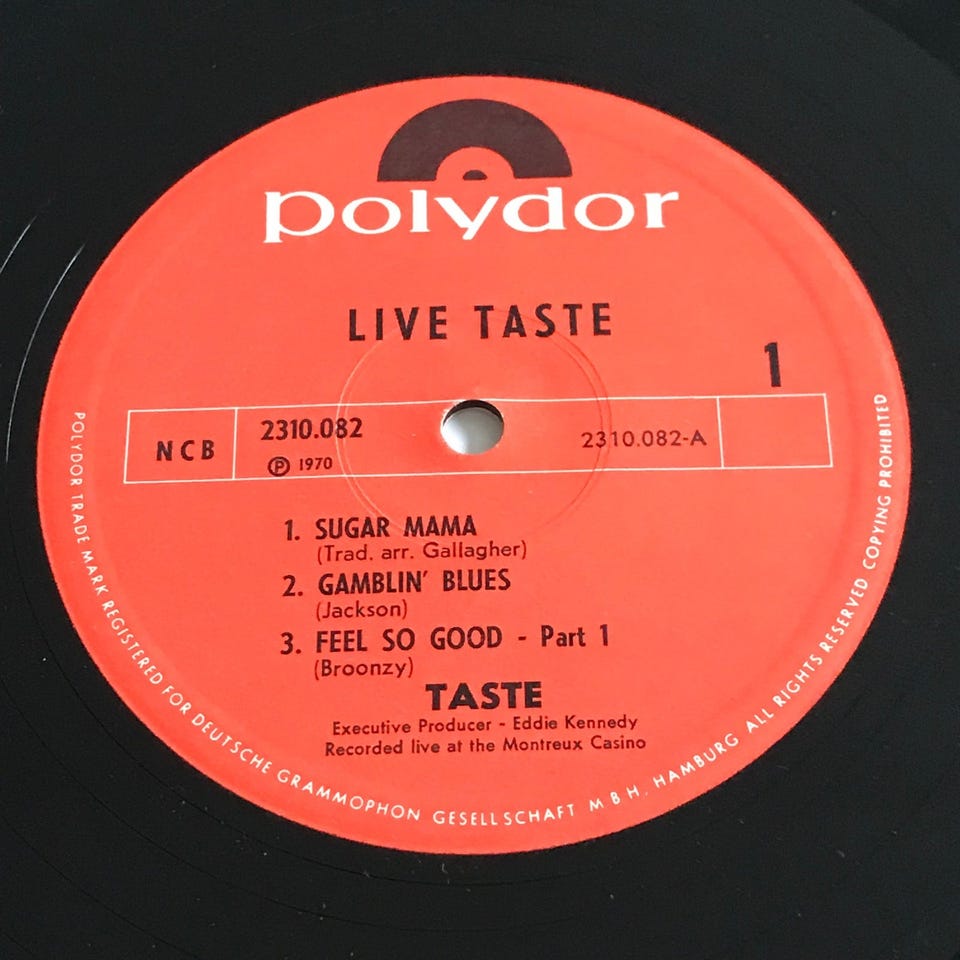 polydor
LIVE TASTE
1
NCB
2310.082
℗ 1970
2310.082-A
1. SUGAR MAMA
(Trad. arr. Gallagher)
2. GAMBLIN' BLUES
(Jackson)
3. FEEL SO GOOD - Part 1
(Broonzy)
TASTE
Executive Producer - Eddie Kennedy
Recorded live at the Montreux Casino
POLYDOR TRADE MARK REGISTERED FOR DEUTSCHE GRAMMOPHON GESELLSCHAFT M B H. HAMBURG ALL RIGHTS RESERVED COPYING PROHIBITED